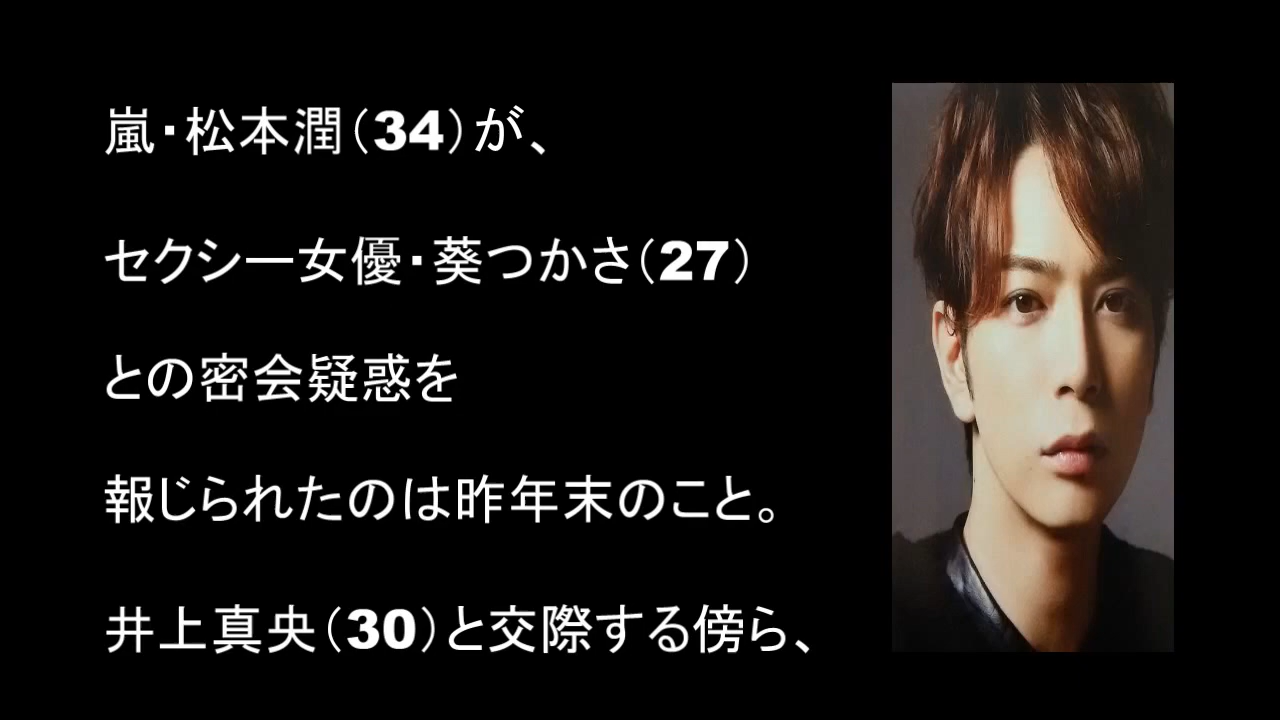 嵐・松本潤（34）が、
セクシー女優・葵つかさ（27）
との密会疑惑を
報じられたのは昨年末のこと。
井上真央（30）と交際する傍ら、